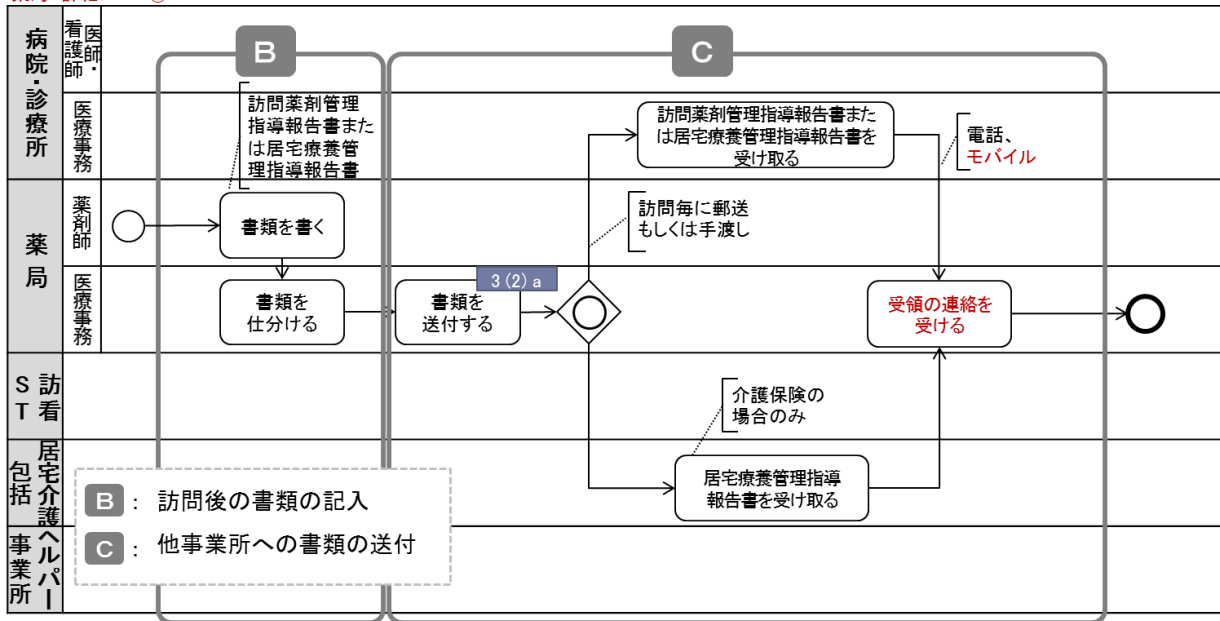 病院・診療所
医師・
看護師
医療事務
薬局
薬剤師
医療事務
訪看
ST
居宅介護
包括
ヘルパー
事業所
B
C
訪問薬剤管理
指導報告書また
は居宅療養管
理指導報告書
訪問薬剤管理指導報告書また
は居宅療養管理指導報告書を
受け取る
電話、
モバイル
書類を書く
訪問毎に郵送
もしくは手渡し
書類を
仕分ける
3(2)a
書類を
送付する
受領の連絡を
受ける
介護保険の
場合のみ
居宅療養管理指導
報告書を受け取る
B : 訪問後の書類の記入
C : 他事業所への書類の送付